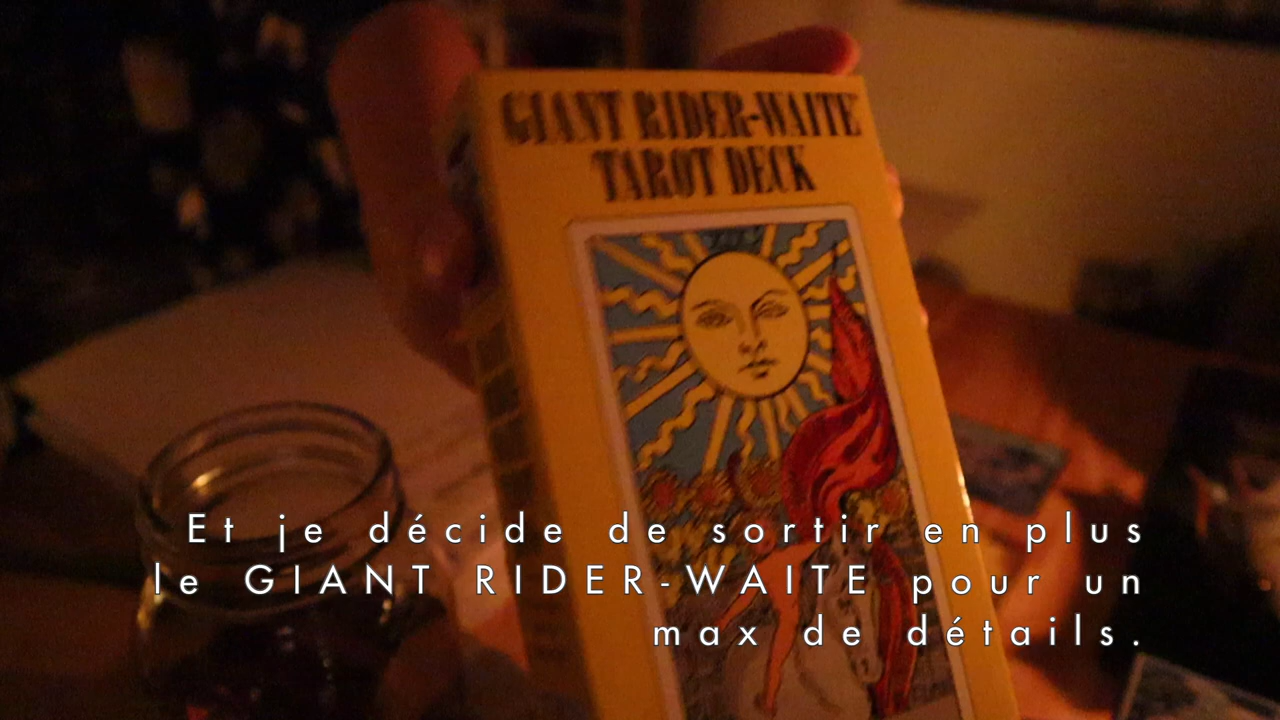 GIANT RIDER-WAITE
TAROT DECK
Et je décide de sortir en plus
le GIANT RIDER-WAITE pour un
max de détails.